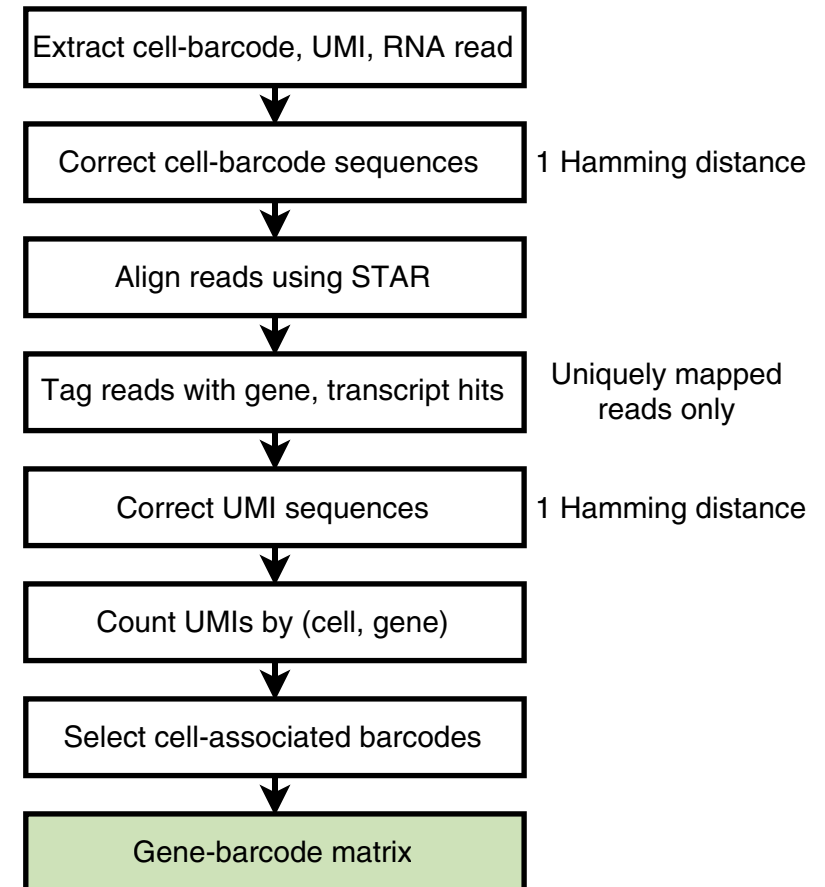 Extract cell-barcode, UMI, RNA read
Correct cell-barcode sequences
1 Hamming distance
Align reads using STAR
Tag reads with gene, transcript hits
Uniquely mapped
reads only
Correct UMI sequences
1 Hamming distance
Count UMIs by (cell, gene)
Select cell-associated barcodes
Gene-barcode matrix